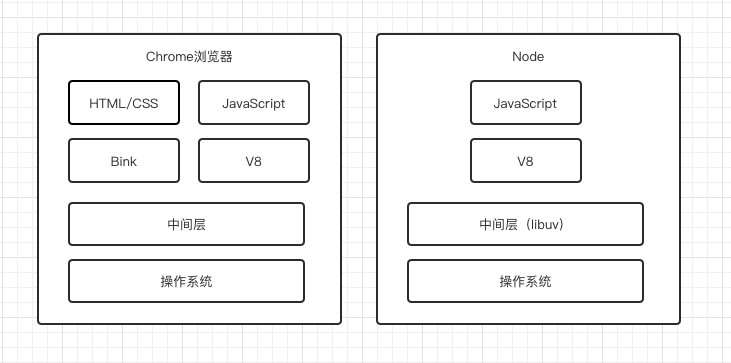 Chrome浏览器
HTML/CSS
JavaScript
Bink
V8
中间层
操作系统
Node
JavaScript
V8
中间层（libuv）
操作系统